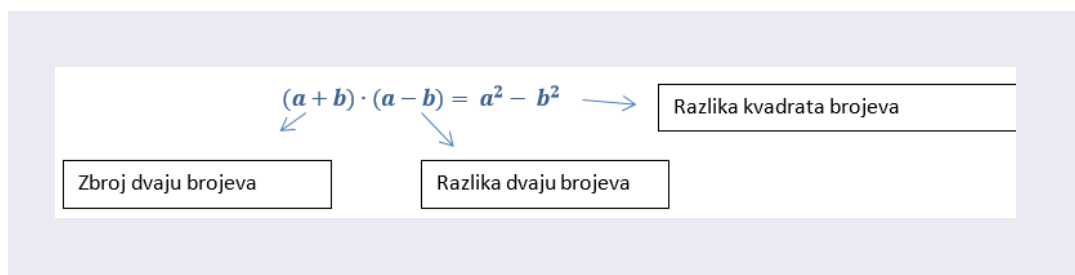 (a + b) · (a − b) = a² − b²
Razlika kvadrata brojeva
Zbroj dvaju brojeva
Razlika dvaju brojeva